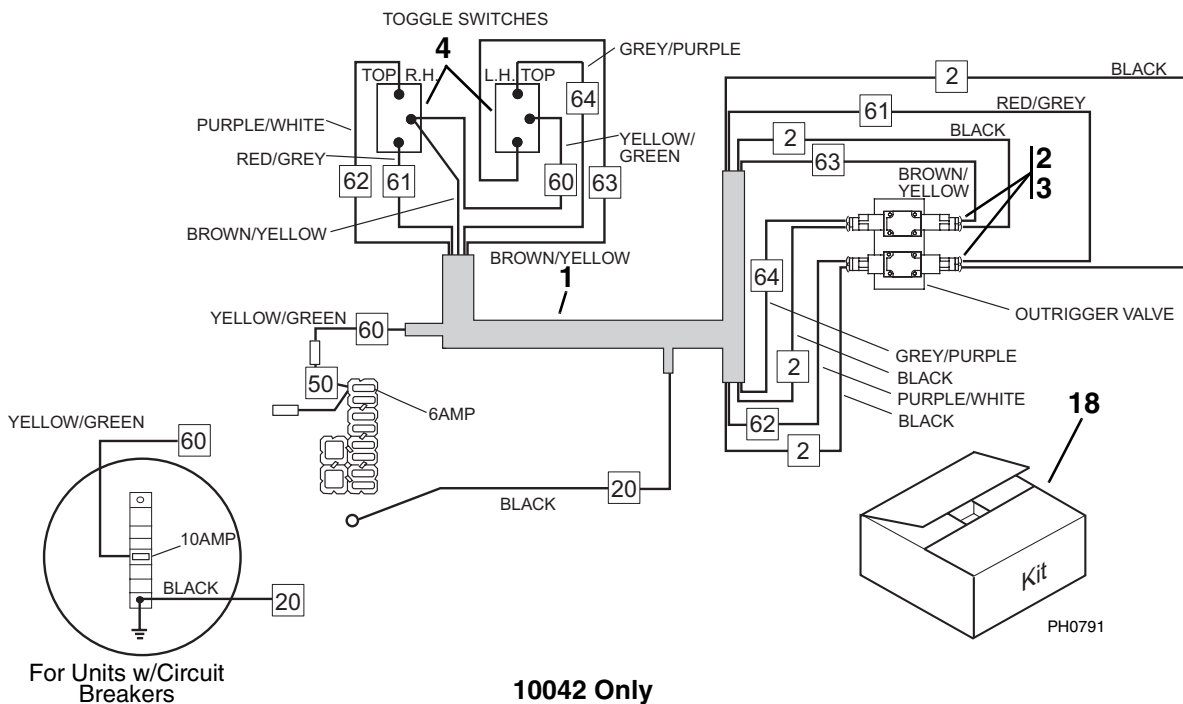 TOGGLE SWITCHES
4
GREY/PURPLE
2
BLACK
TOP R.H.
L.H. TOP
64
61
RED/GREY
PURPLE/WHITE
YELLOW/
GREEN
2
BLACK
RED/GREY
62
61
60
63
63
BROWN/
YELLOW
2
3
BROWN/YELLOW
BROWN/YELLOW
1
64
OUTRIGGER VALVE
YELLOW/GREEN
60
GREY/PURPLE
50
2
BLACK
6AMP
PURPLE/WHITE
62
BLACK
18
YELLOW/GREEN
60
2
20
BLACK
10AMP
BLACK
20
Kit
PH0791
For Units w/Circuit
Breakers
10042 Only